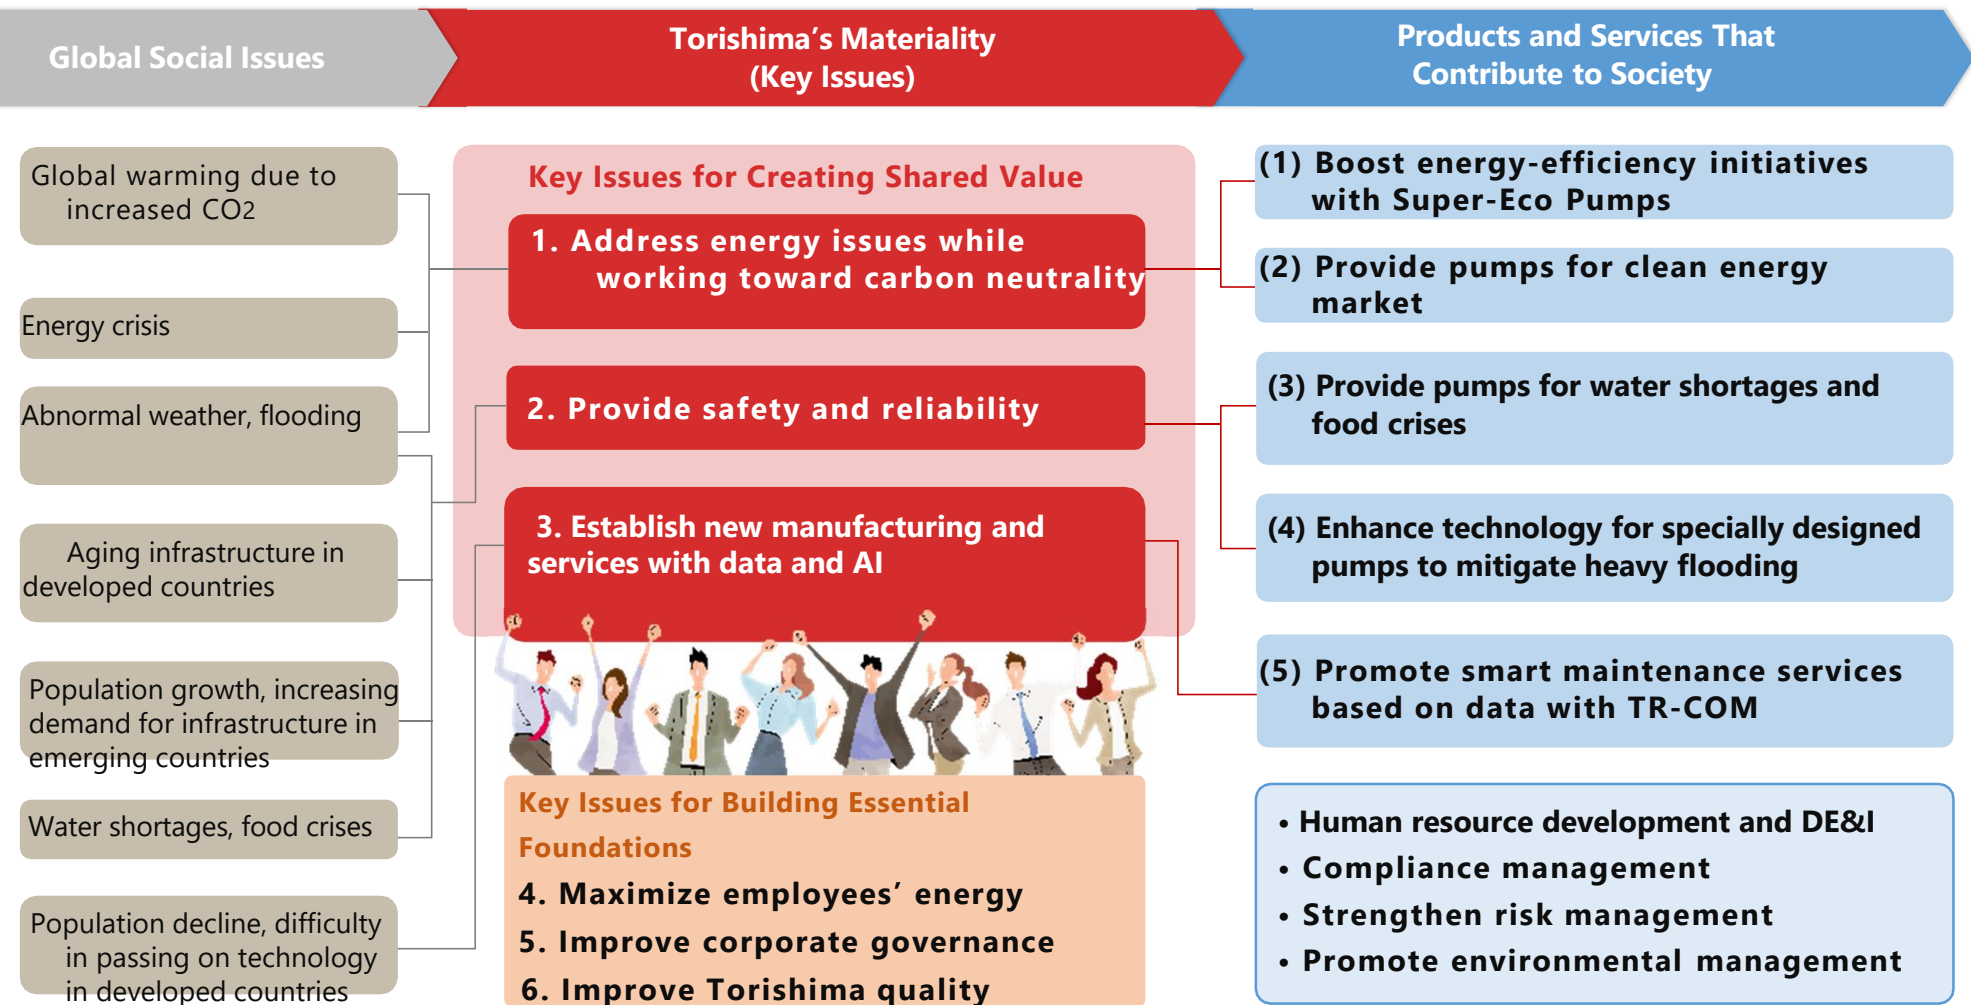 Global Social Issues
Torishima’s Materiality
(Key Issues)
Products and Services That
Contribute to Society
Global warming due to
increased CO2
Energy crisis
Abnormal weather, flooding
Aging infrastructure in
developed countries
Population growth, increasing
demand for infrastructure in
emerging countries
Water shortages, food crises
Population decline, difficulty
in passing on technology
in developed countries
Key Issues for Creating Shared Value
1. Address energy issues while
working toward carbon neutrality
2. Provide safety and reliability
3. Establish new manufacturing and
services with data and AI
Key Issues for Building Essential
Foundations
4. Maximize employees’ energy
5. Improve corporate governance
6. Improve Torishima quality
(1) Boost energy-efficiency initiatives
with Super-Eco Pumps
(2) Provide pumps for clean energy
market
(3) Provide pumps for water shortages and
food crises
(4) Enhance technology for specially designed
pumps to mitigate heavy flooding
(5) Promote smart maintenance services
based on data with TR-COM
• Human resource development and DE&I
• Compliance management
• Strengthen risk management
• Promote environmental management